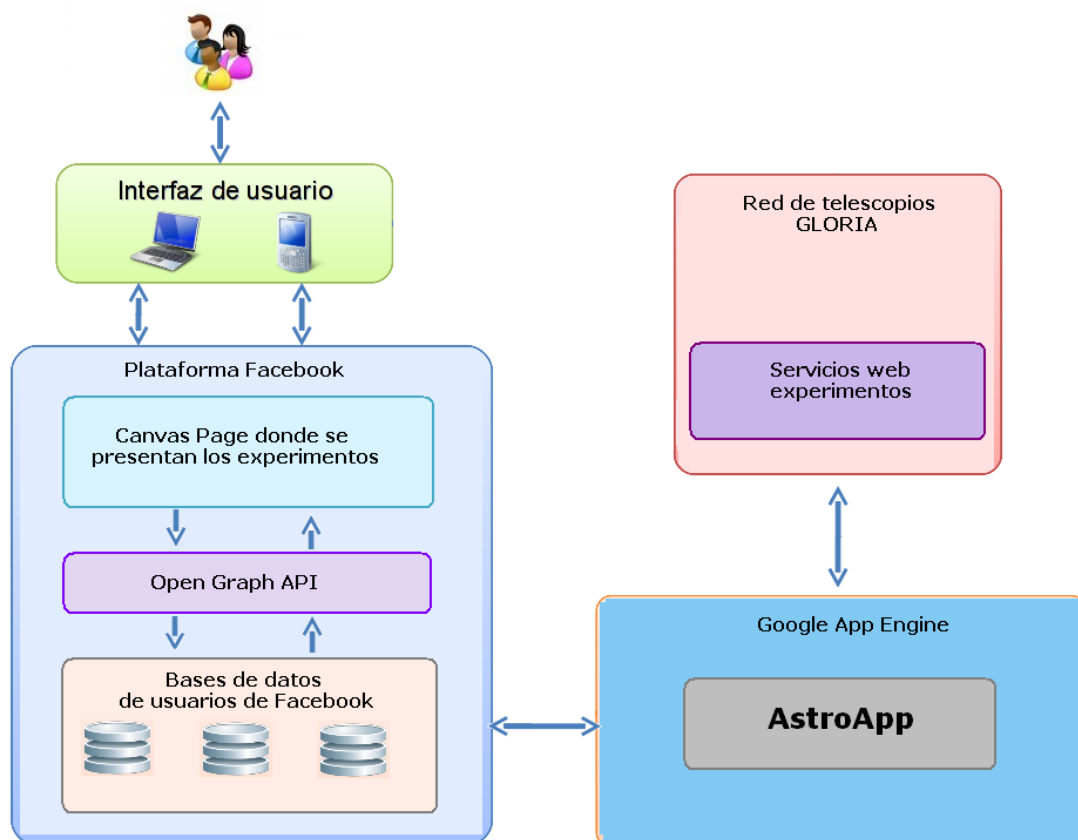 Interfaz de usuario
Plataforma Facebook
Canvas Page donde se
presentan los experimentos
Open Graph API
Bases de datos
de usuarios de Facebook
Red de telescopios
GLORIA
Servicios web
experimentos
Google App Engine
AstroApp